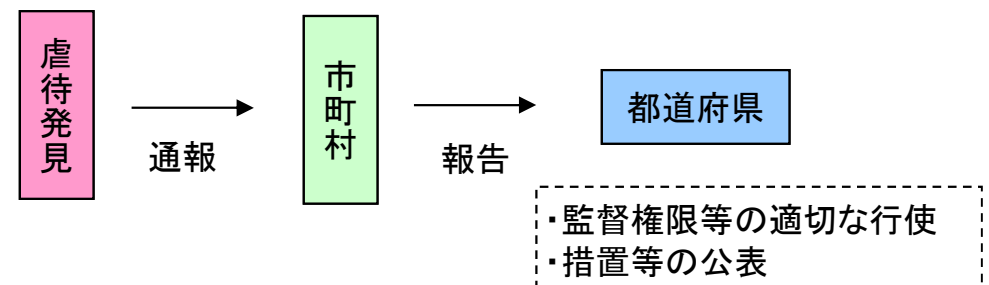 虐待発見
通報
市町村
報告
都道府県
・監督権限等の適切な行使
・措置等の公表